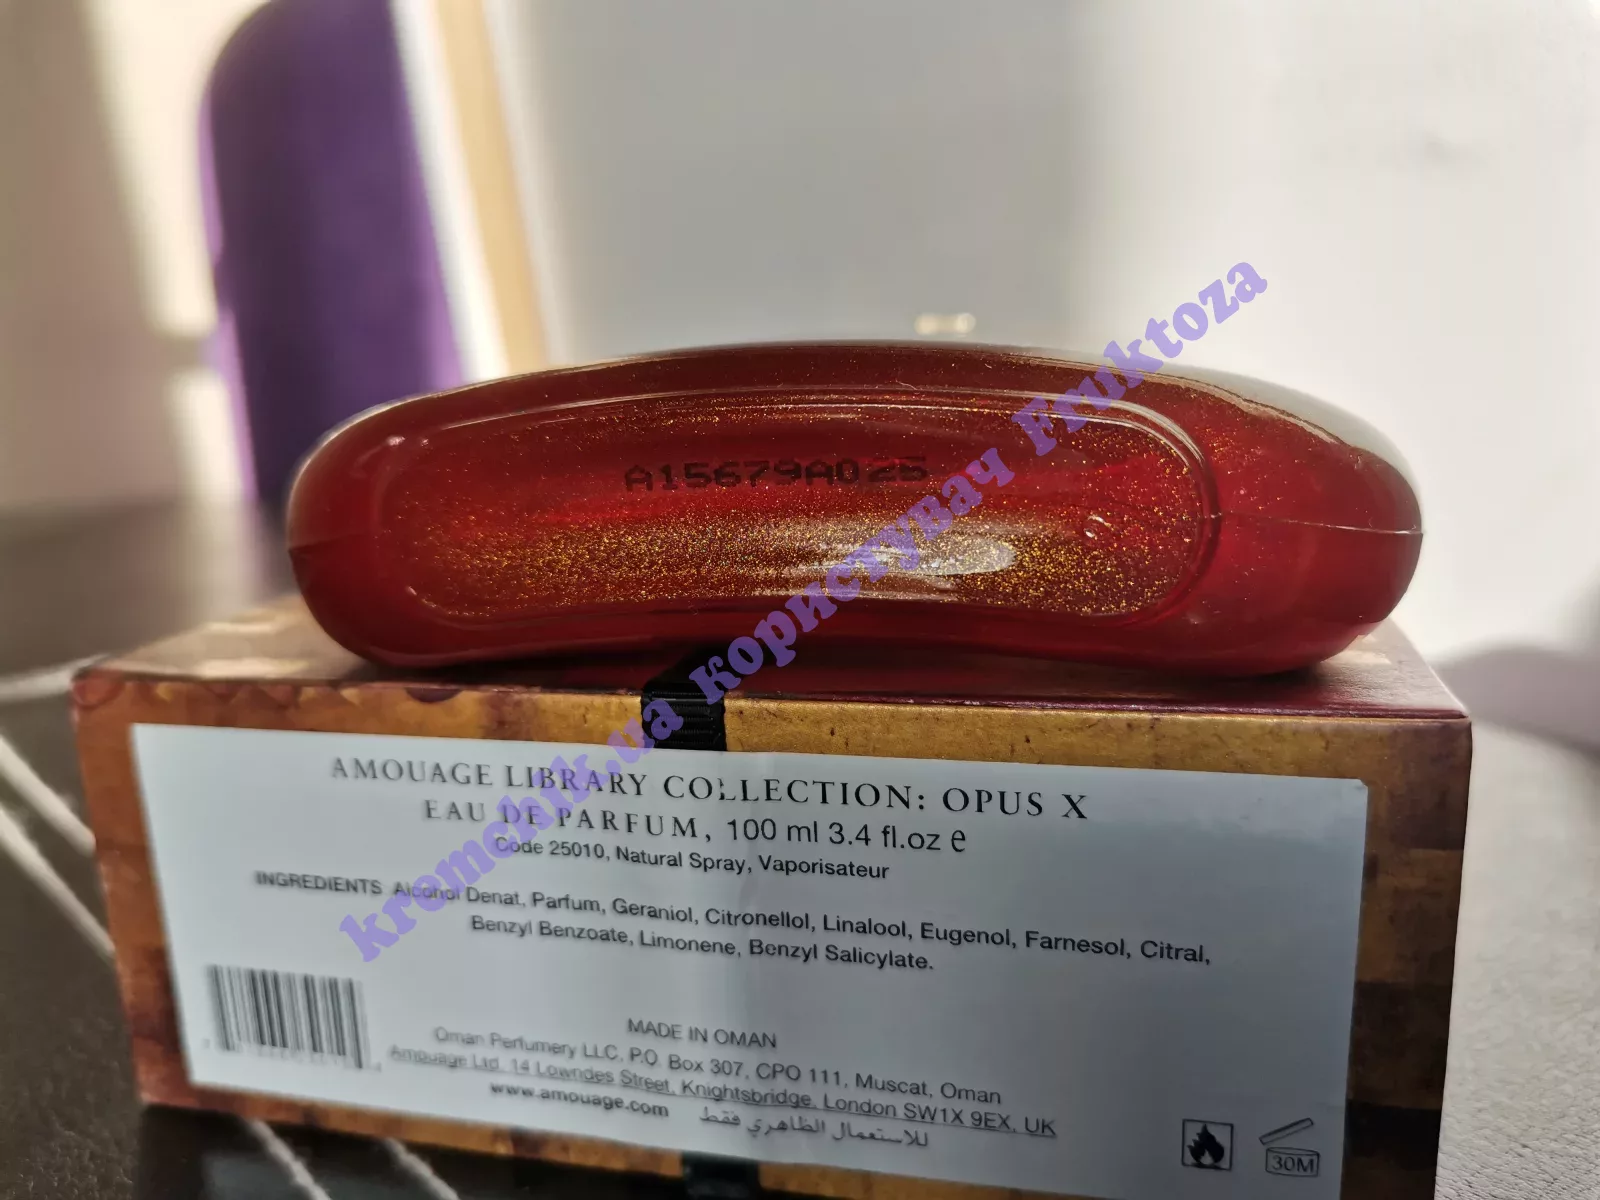 A15679A025
kremchik.ua користувач Fruktoza
AMOUAGE LIBRARY COLLECTION: OPUS X
EAU DE PARFUM, 100 ml 3.4 fl.oz e
Code 25010, Natural Spray, Vaporisateur
INGREDIENTS Alcohol Denat, Parfum, Geraniol, Citronellol, Linalool, Eugenol, Farnesol, Citral,
Benzyl Benzoate, Limonene, Benzyl Salicylate.
MADE IN OMAN
Oman Perfumery LLC, P.O. Box 307, CPO 111, Muscat, Oman
Amouage Ltd. 14 Lowndes Street, Knightsbridge, London SW1X 9EX, UK
www.amouage.com
للاستعمال الظاهري فقط
30M